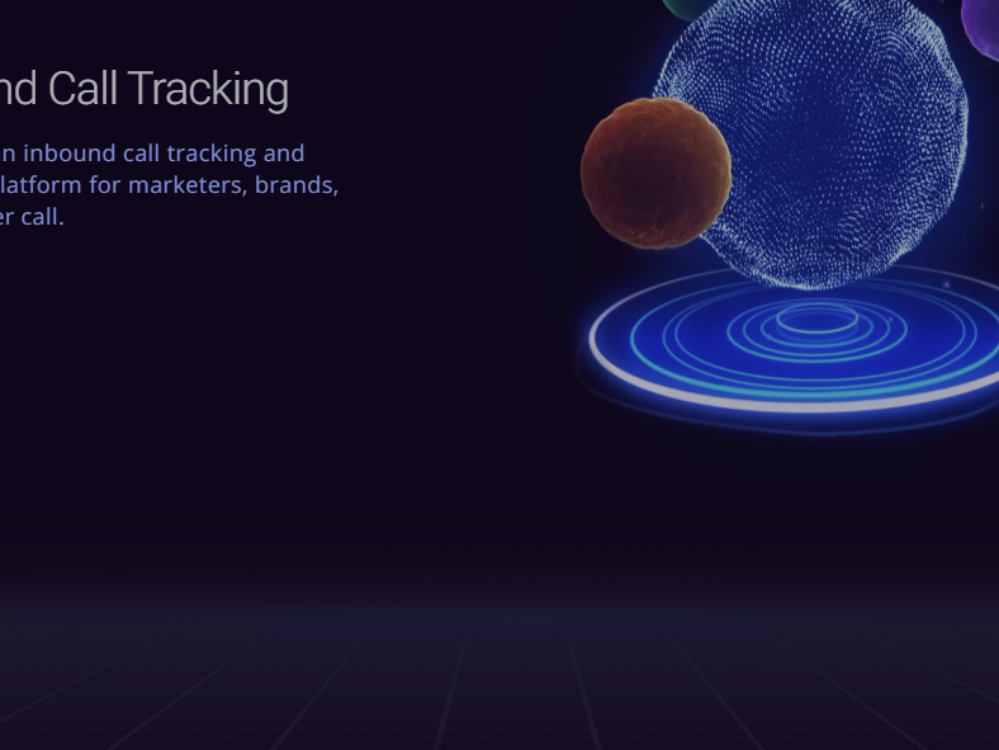 nd Call Tracking
n inbound call tracking and
latform for marketers, brands,
er call.